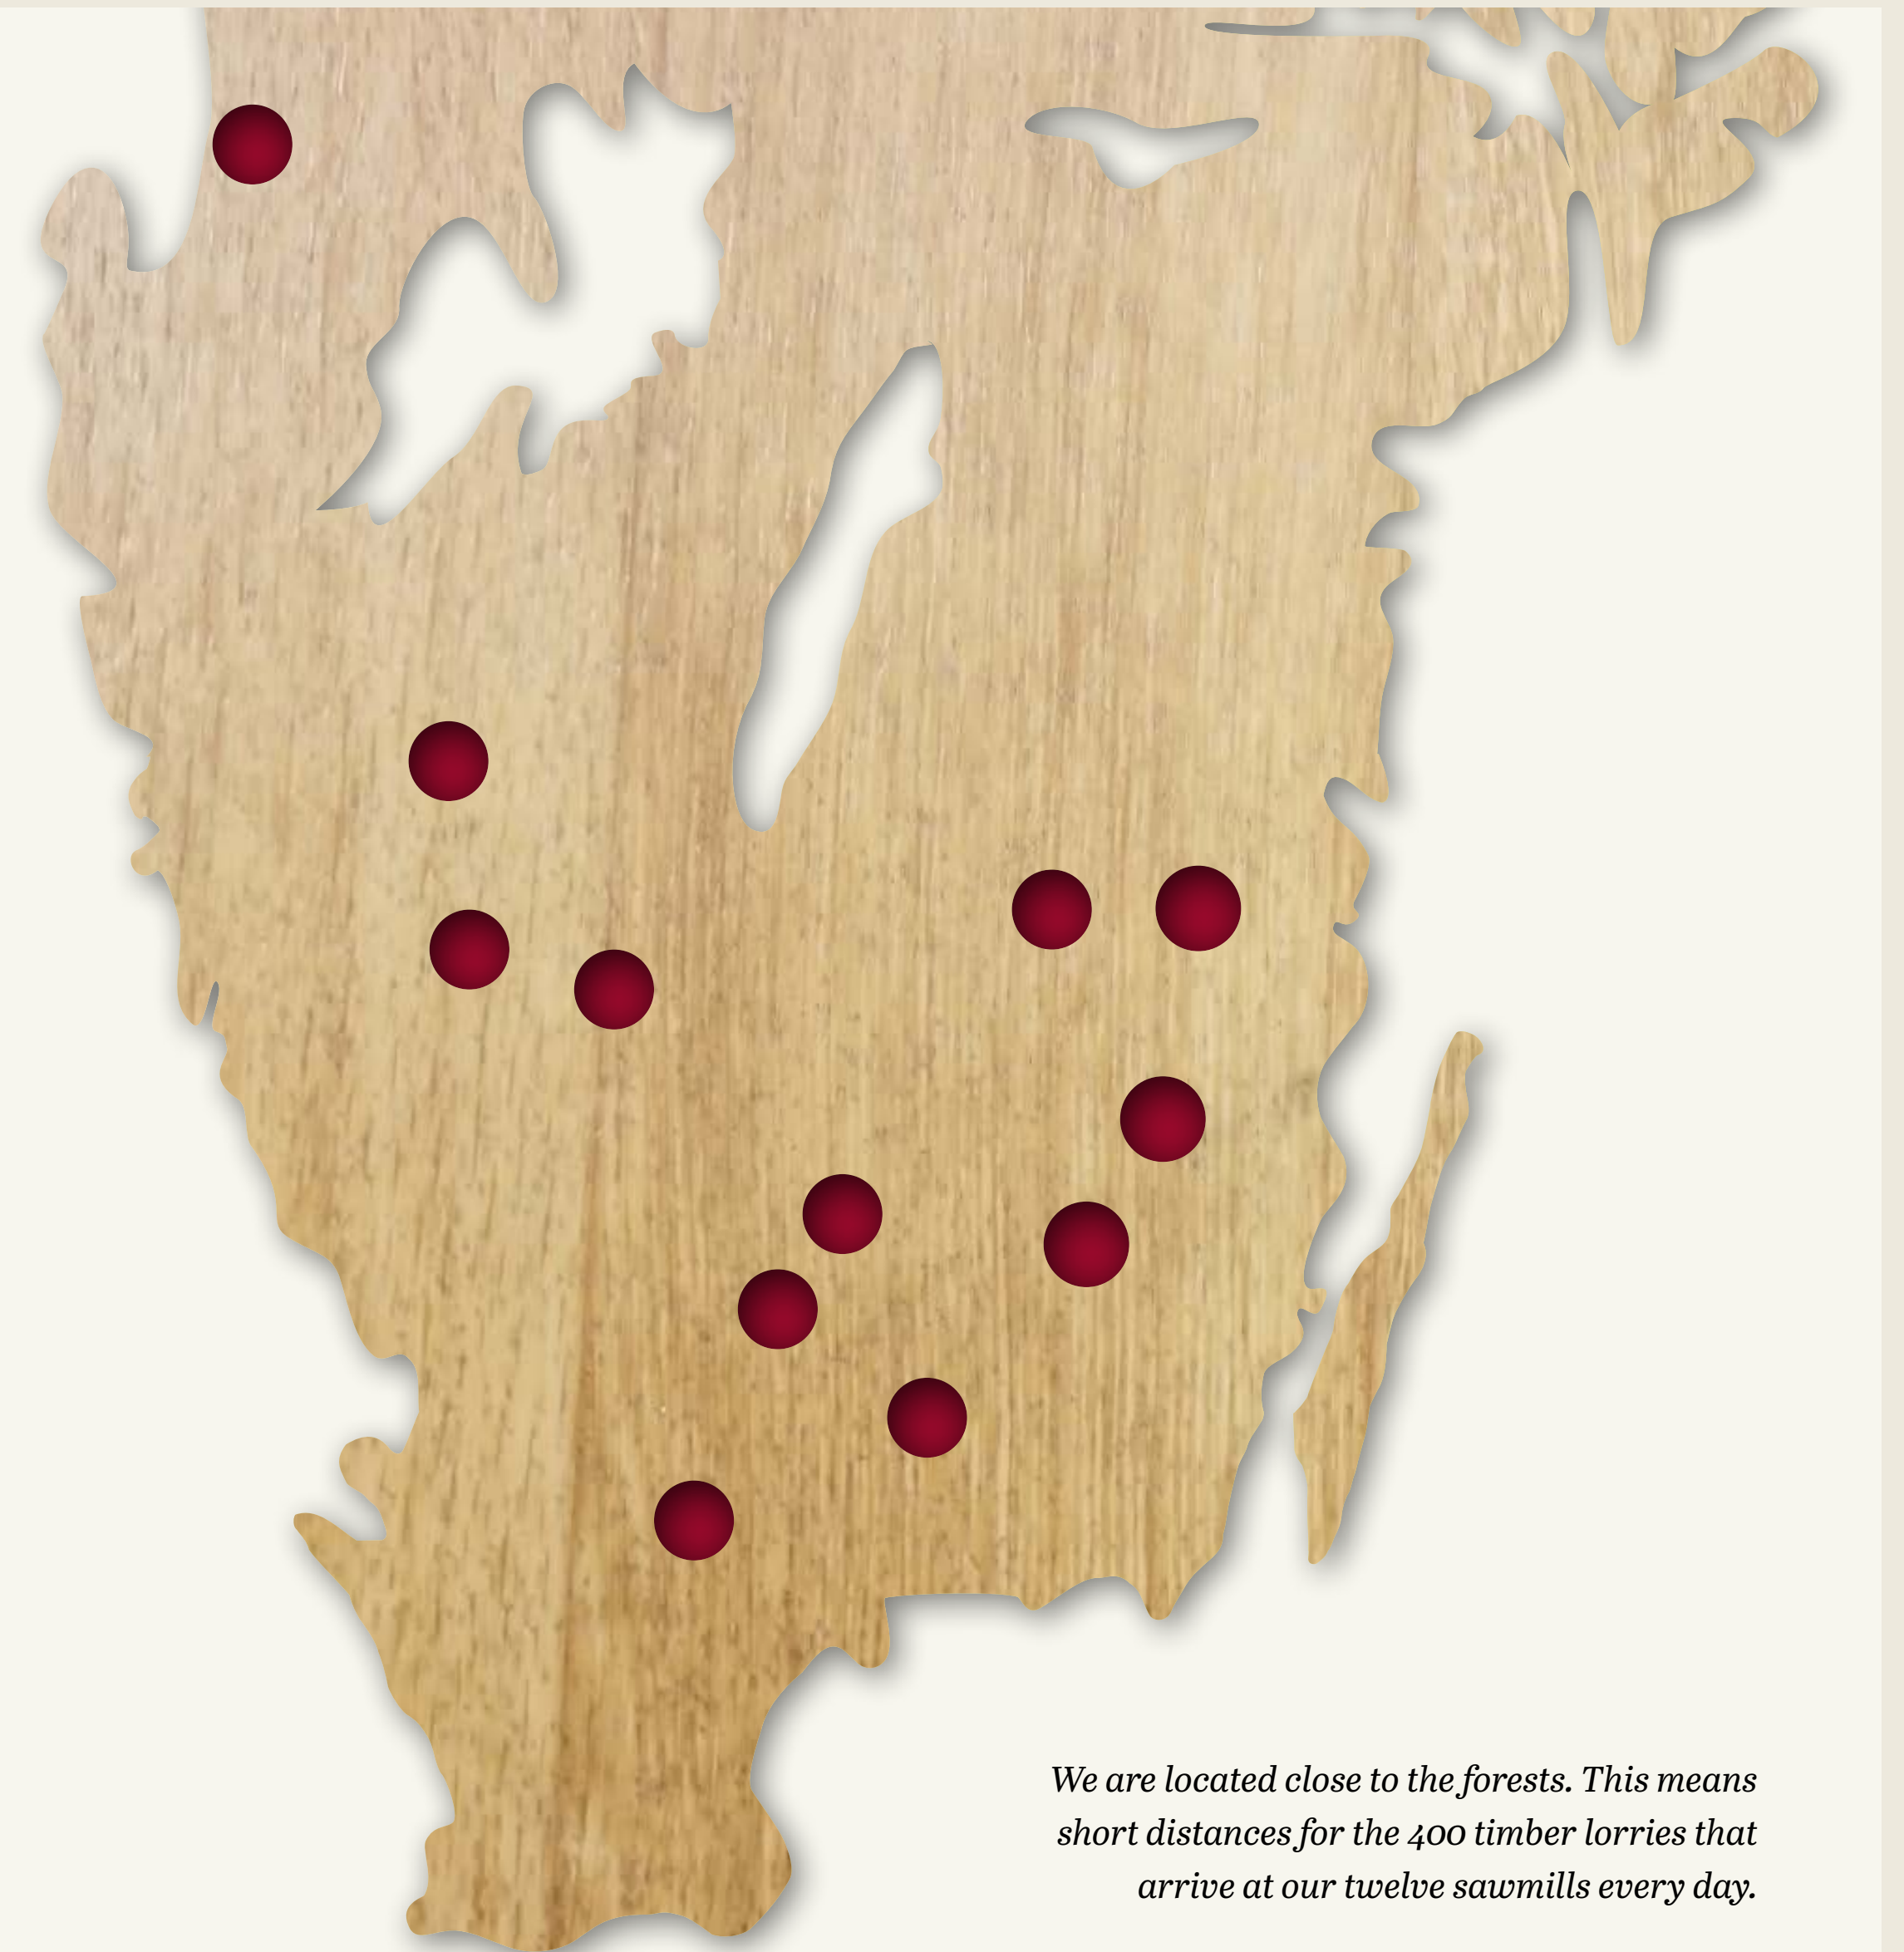 We are located close to the forests. This means
short distances for the 400 timber lorries that
arrive at our twelve sawmills every day.